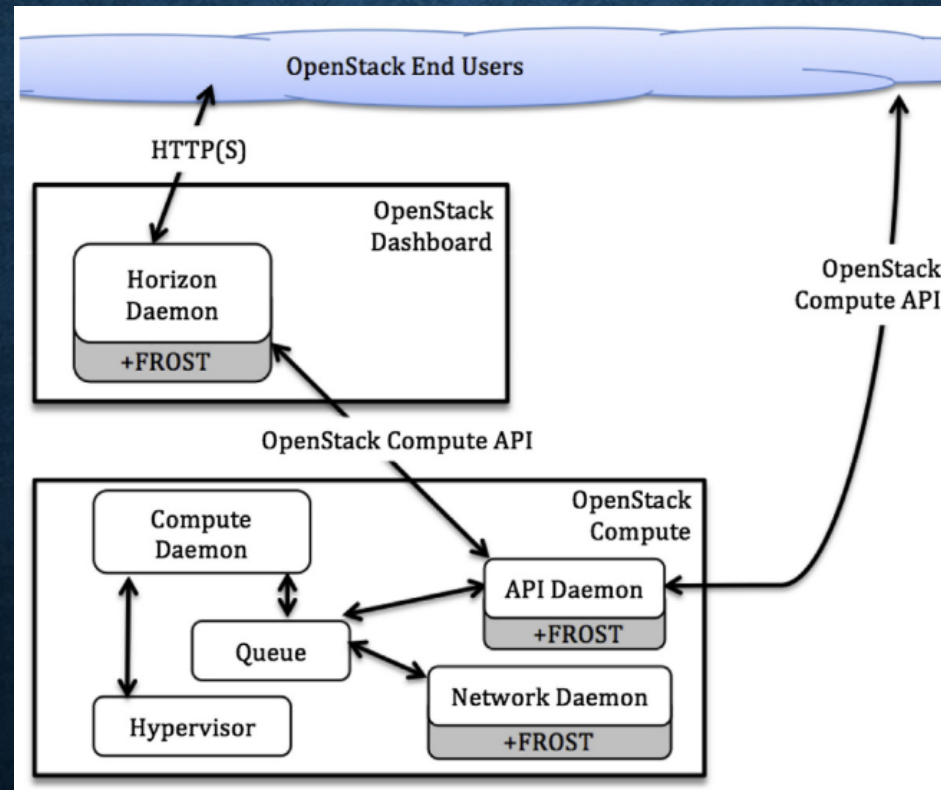 OpenStack End Users
HTTP(S)
OpenStack
Dashboard
Horizon
Daemon
+FROST
OpenStack
Compute API
OpenStack Compute API
OpenStack
Compute
Compute
Daemon
API Daemon
+FROST
Queue
Network Daemon
+FROST
Hypervisor